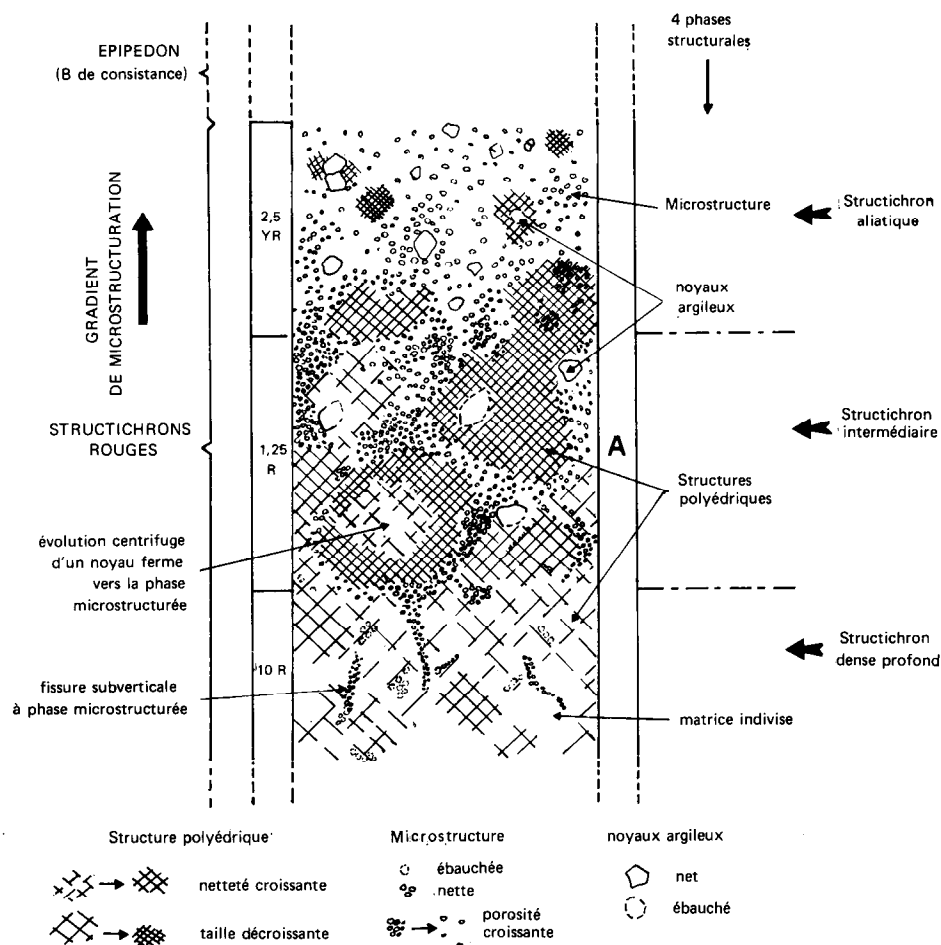 4 phases
structurales
EPIPEDON
(B de consistance)
GRADIENT
DE MICROSTRUCTURATION
2,5
YR
Microstructure
Structichron
aliatique
noyaux
argileux
STRUCTICHRONS
ROUGES
1,25
R
A
Structichron
intermédiaire
Structures
polyédriques
évolution centrifuge
d'un noyau ferme
vers la phase
microstructurée
10 R
Structichron
dense profond
fissure subverticale
à phase microstructurée
matrice indivise
Structure polyédrique
netteté croissante
taille décroissante
Microstructure
ébauchée
nette
porosité
croissante
noyaux argileux
net
ébauché